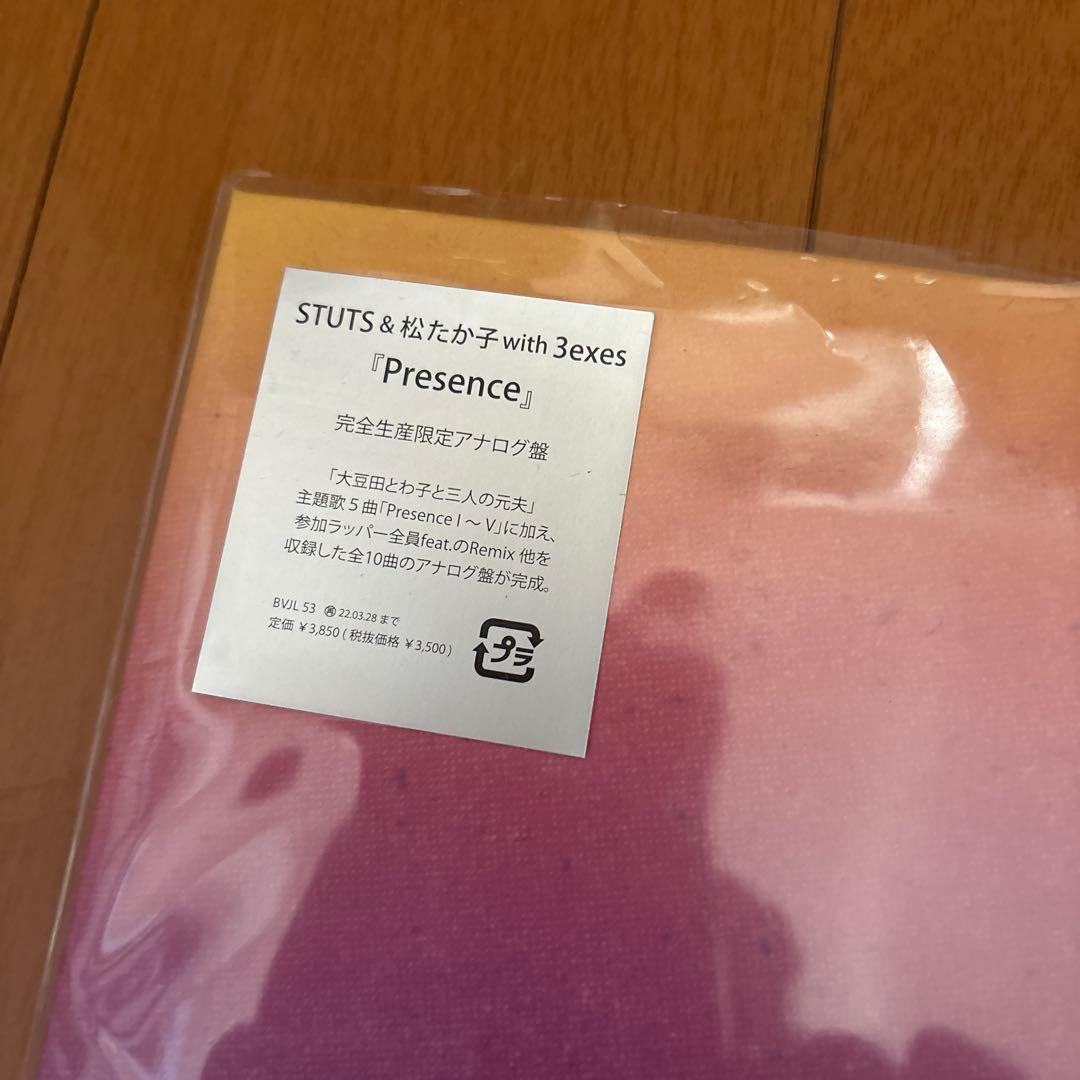 STUTS & 松たか子 with 3exes
『Presence』
完全生産限定アナログ盤
「大豆田とわ子と三人の元夫」
主題歌5曲「Presence I 〜 V」に加え、
参加ラッパー全員feat.のRemix 他を
収録した全10曲のアナログ盤が完成。
BVJL 53 ㊢ 22.03.28 まで
定価 ¥3,850 ( 税抜価格 ¥3,500 )
プラ